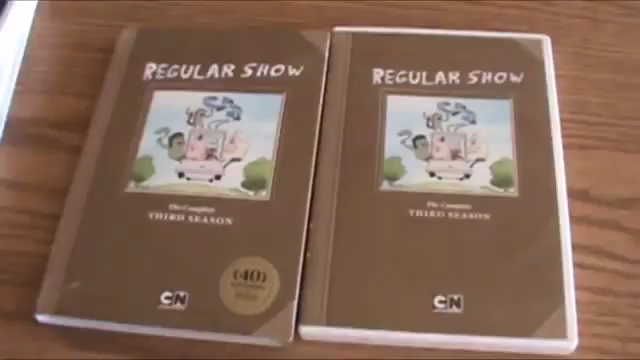 REGULAR SHOW
The Complete
THIRD SEASON
(40)
CN
REGULAR SHOW
The Complete
THIRD SEASON
CN